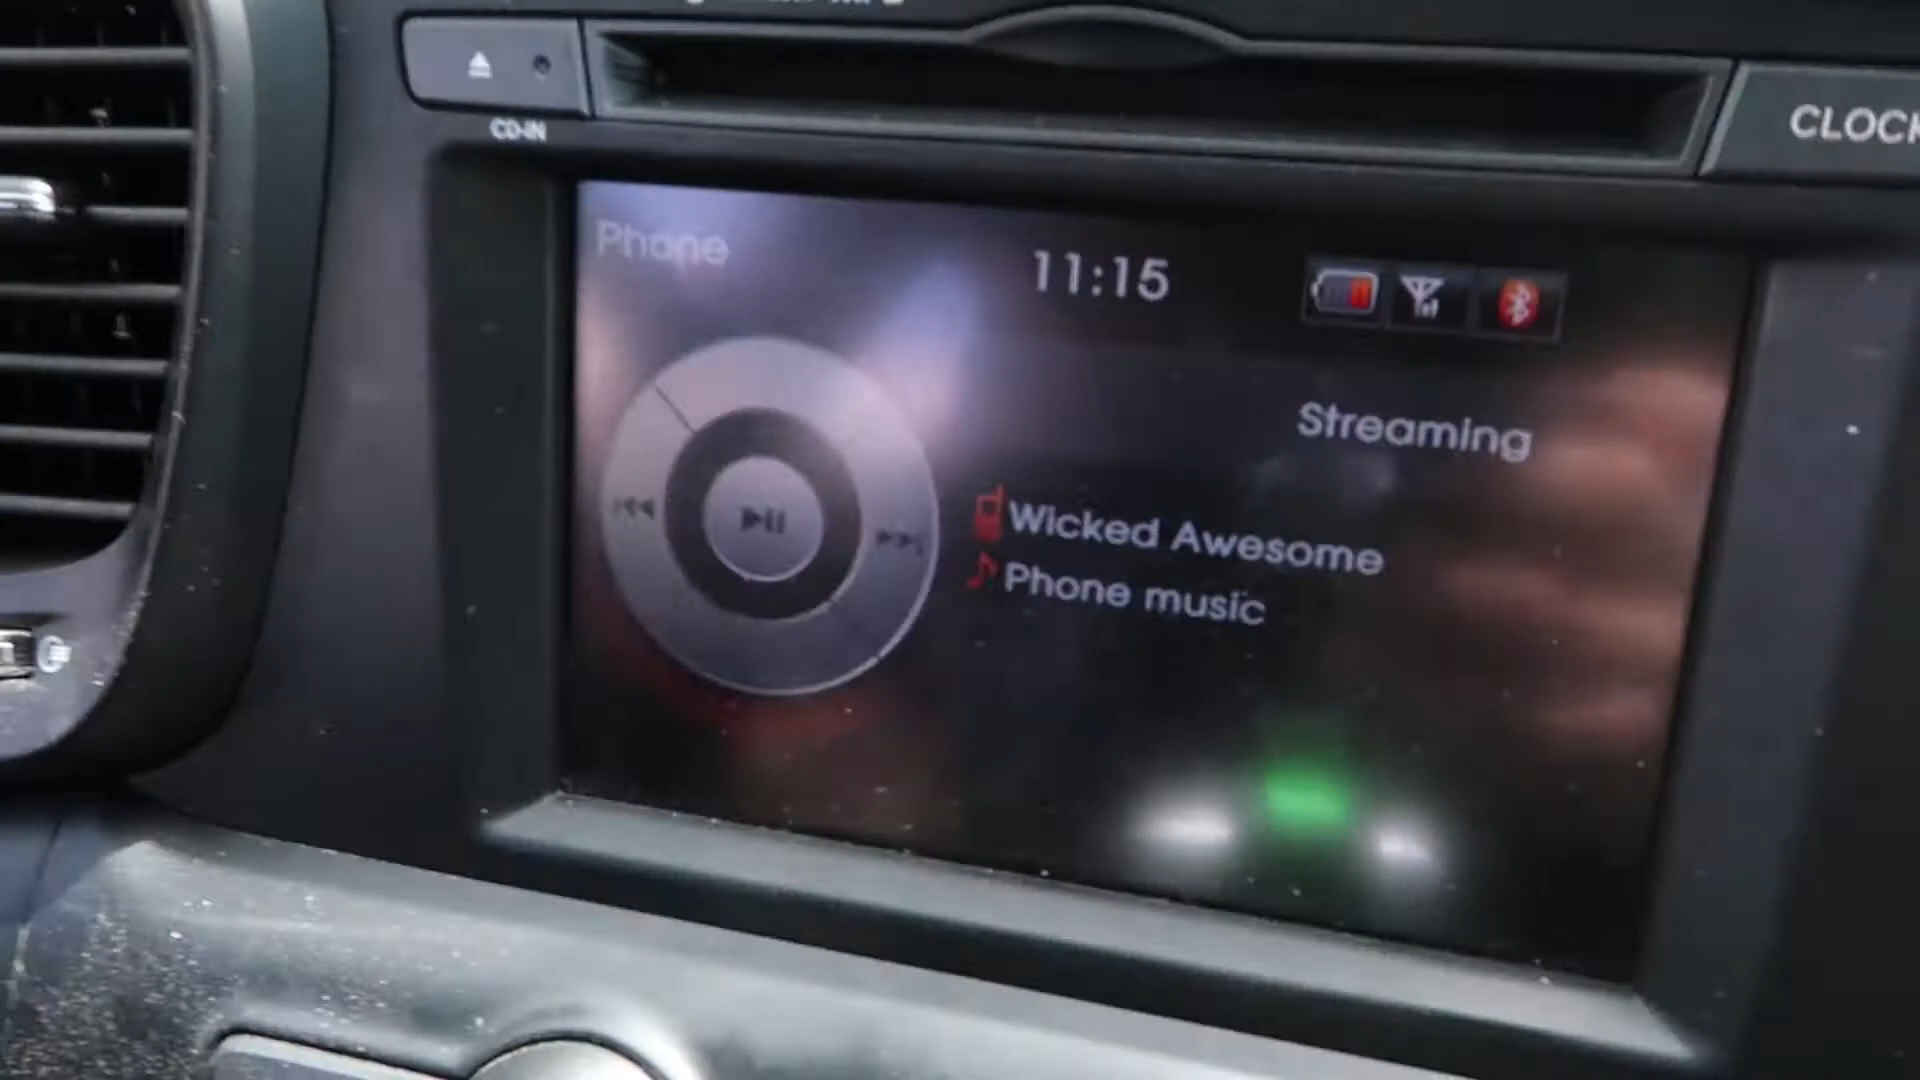 CD-IN
CLOCK
Phone
11:15
Streaming
Wicked Awesome
Phone music